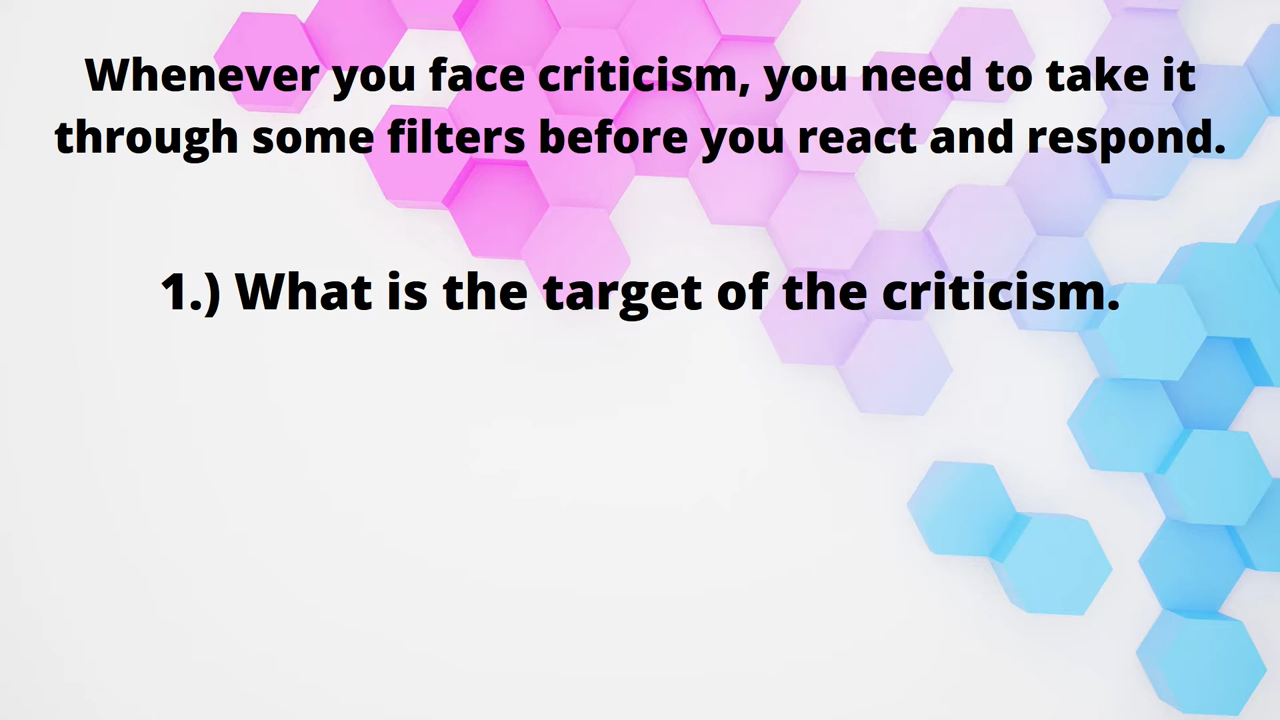 Whenever you face criticism, you need to take it
through some filters before you react and respond.
1.) What is the target of the criticism.